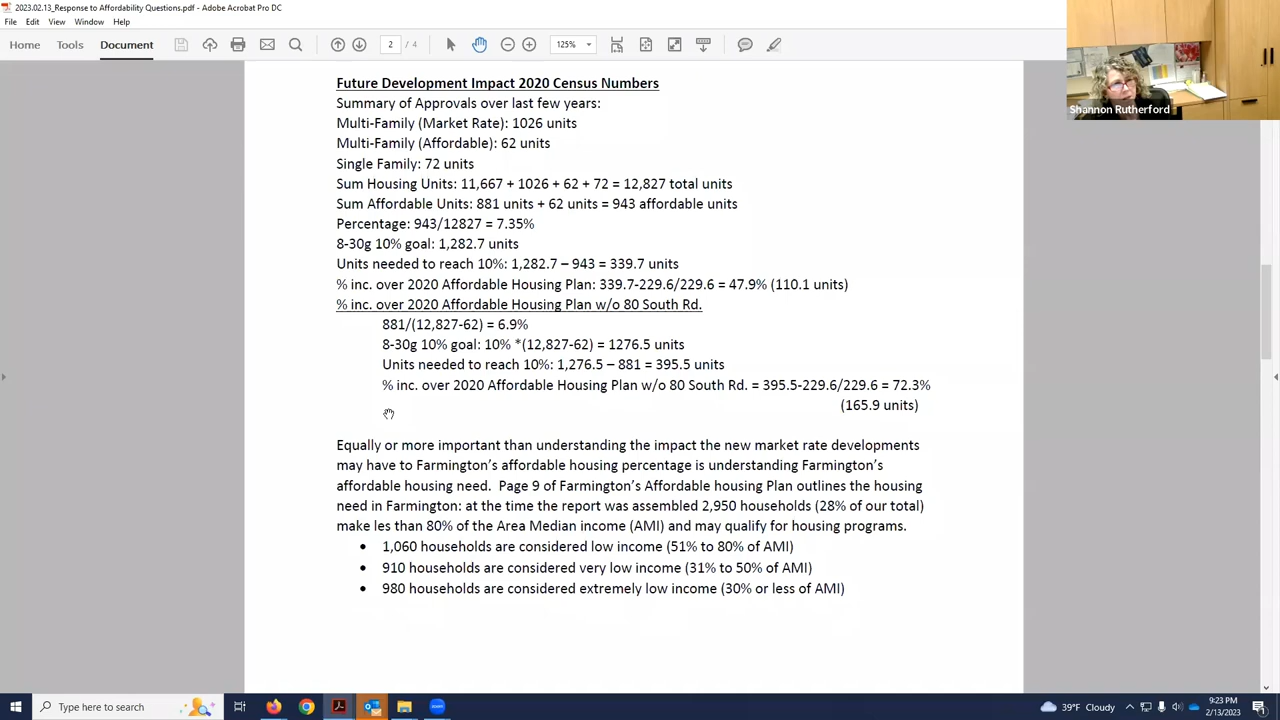 2023.02.13_Response to Affordability Questions.pdf - Adobe Acrobat Pro DC
File Edit View Window Help
Home Tools Document 2 / 4 125%
Shannon Rutherford
Future Development Impact 2020 Census Numbers
Summary of Approvals over last few years:
Multi-Family (Market Rate): 1026 units
Multi-Family (Affordable): 62 units
Single Family: 72 units
Sum Housing Units: 11,667 + 1026 + 62 + 72 = 12,827 total units
Sum Affordable Units: 881 units + 62 units = 943 affordable units
Percentage: 943/12827 = 7.35%
8-30g 10% goal: 1,282.7 units
Units needed to reach 10%: 1,282.7 – 943 = 339.7 units
% inc. over 2020 Affordable Housing Plan: 339.7-229.6/229.6 = 47.9% (110.1 units)
% inc. over 2020 Affordable Housing Plan w/o 80 South Rd.
881/(12,827-62) = 6.9%
8-30g 10% goal: 10% *(12,827-62) = 1276.5 units
Units needed to reach 10%: 1,276.5 – 881 = 395.5 units
% inc. over 2020 Affordable Housing Plan w/o 80 South Rd. = 395.5-229.6/229.6 = 72.3%
(165.9 units)
Equally or more important than understanding the impact the new market rate developments
may have to Farmington's affordable housing percentage is understanding Farmington's
affordable housing need. Page 9 of Farmington's Affordable housing Plan outlines the housing
need in Farmington: at the time the report was assembled 2,950 households (28% of our total)
make less than 80% of the Area Median income (AMI) and may qualify for housing programs.
• 1,060 households are considered low income (51% to 80% of AMI)
• 910 households are considered very low income (31% to 50% of AMI)
• 980 households are considered extremely low income (30% or less of AMI)
Type here to search
39°F Cloudy
9:23 PM
2/13/2023